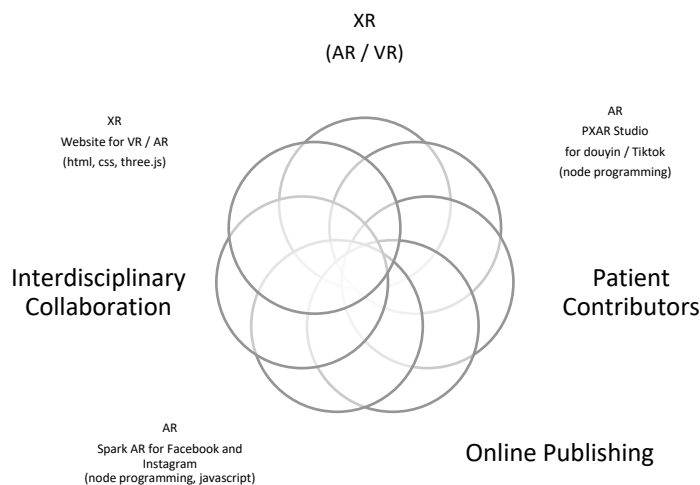 XR
(AR / VR)
XR
Website for VR / AR
(html, css, three.js)
AR
PXAR Studio
for douyin / Tiktok
(node programming)
Interdisciplinary
Collaboration
Patient
Contributors
AR
Spark AR for Facebook and
Instagram
(node programming, javascript)
Online Publishing